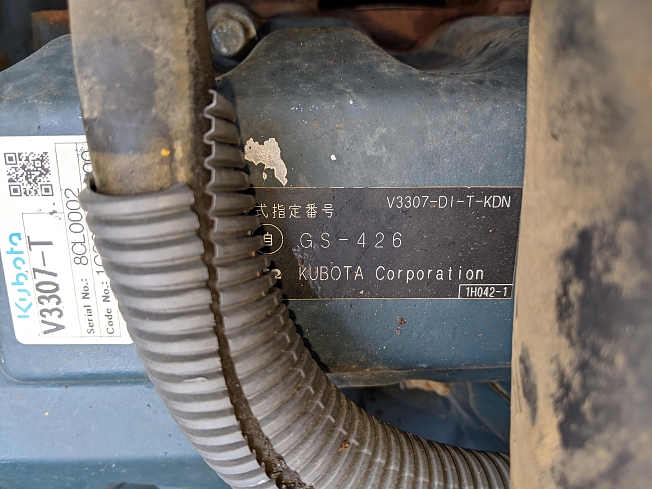 Kubota
V3307-T
Serial No.: 8CL0002
Code No.:
式指定番号
V3307-DI-T-KDN
自 GS-426
KUBOTA Corporation
1H042-1